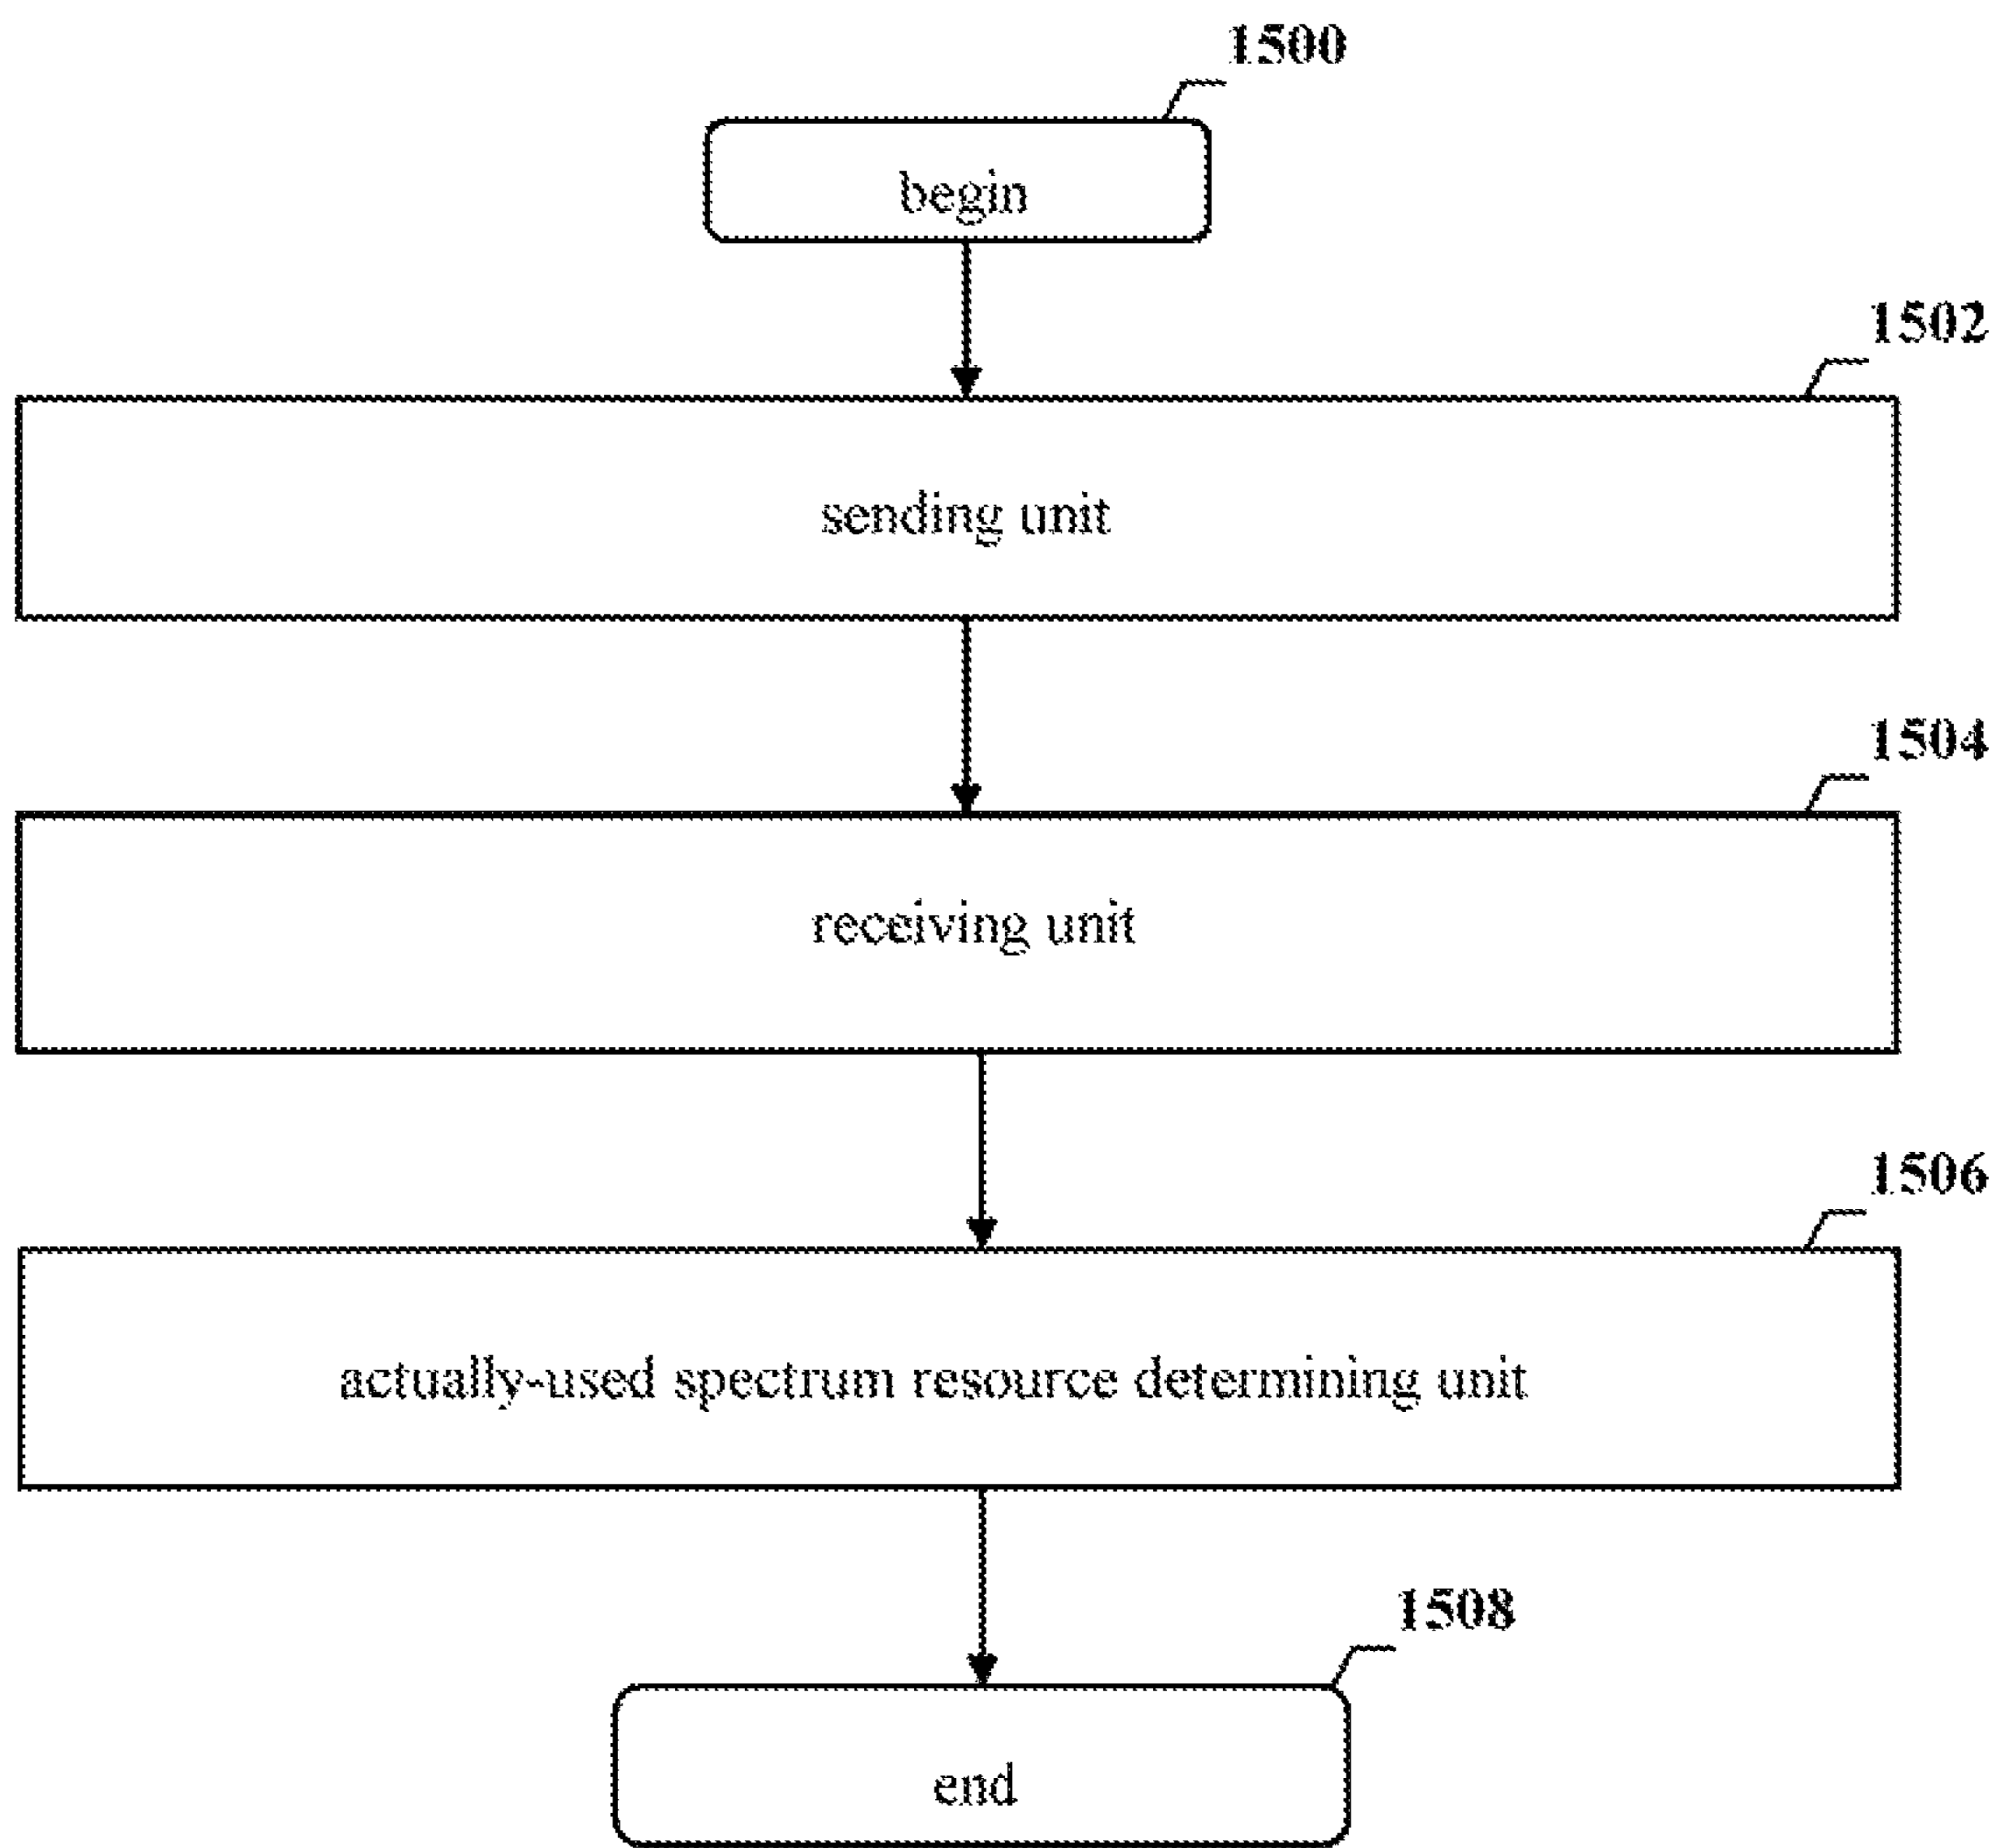 1500
begin
1502
sending unit
1504
receiving unit
1506
actually-used spectrum resource determining unit
1508
end